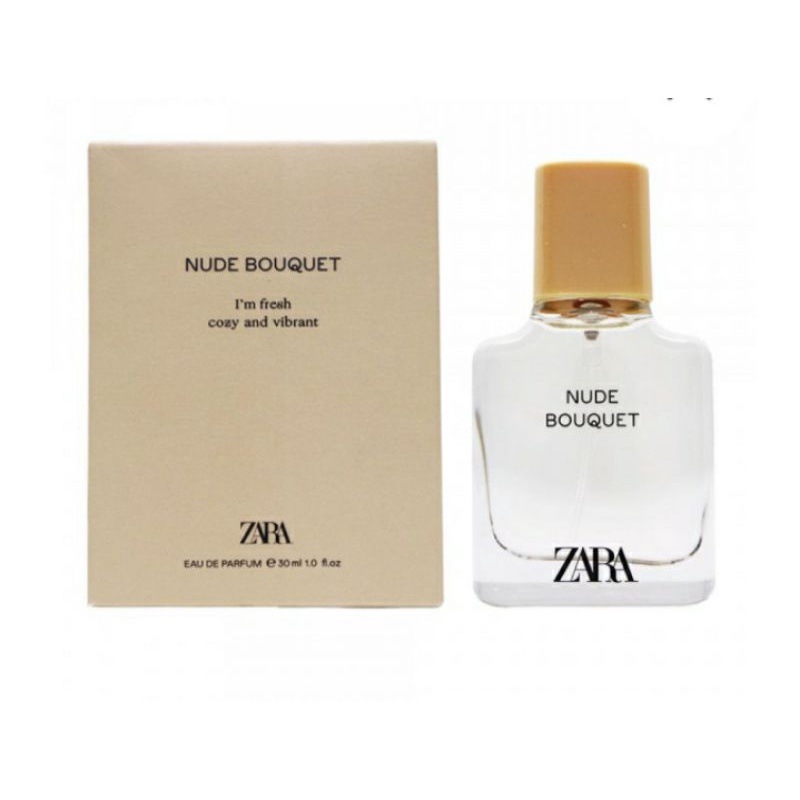 NUDE BOUQUET
I'm fresh
cozy and vibrant
ZARA
EAU DE PARFUM ℮ 30 ml 1.0 fl.oz
NUDE
BOUQUET
ZARA